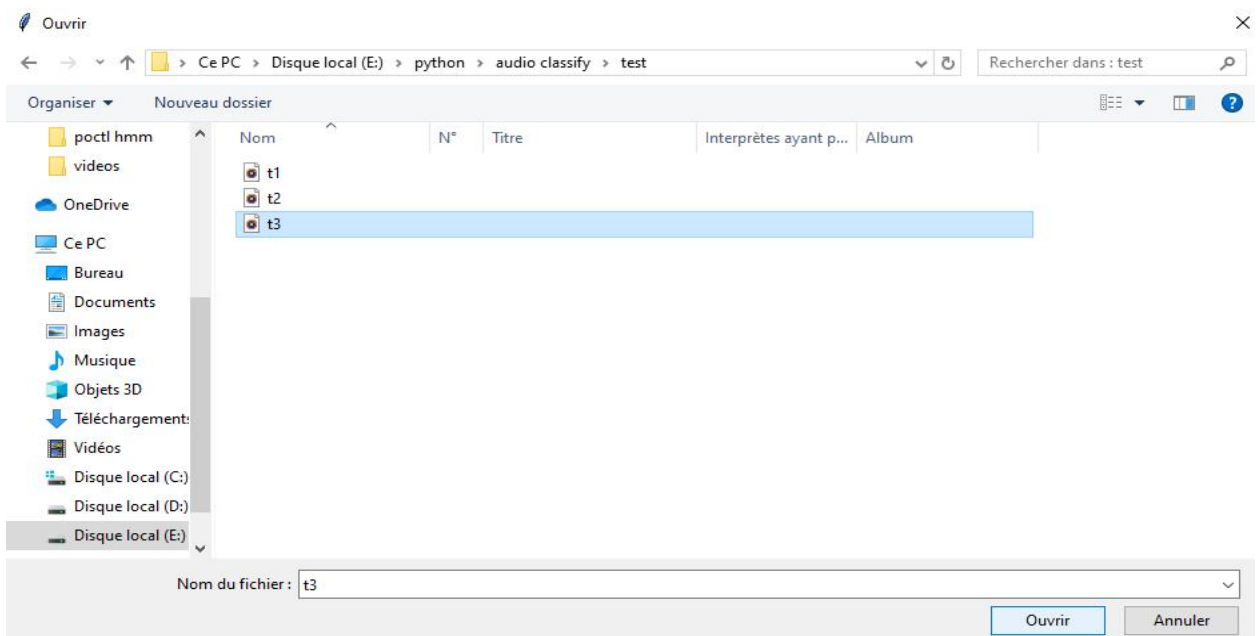 Ouvrir
Ce PC > Disque local (E:) > python > audio classify > test
Rechercher dans : test
Organiser
Nouveau dossier
poctl hmm
videos
OneDrive
Ce PC
Bureau
Documents
Images
Musique
Objets 3D
Téléchargements
Vidéos
Disque local (C:)
Disque local (D:)
Disque local (E:)
Nom N° Titre Interprètes ayant p... Album
t1
t2
t3
Nom du fichier : t3
Ouvrir Annuler